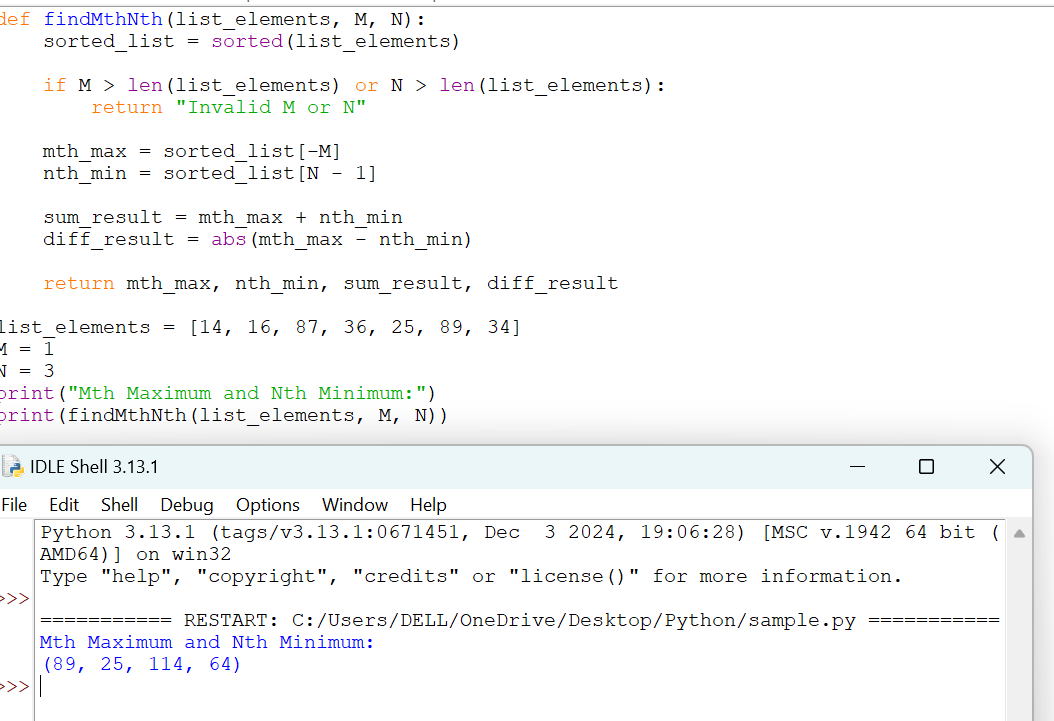 def findMthNth(list_elements, M, N):
    sorted_list = sorted(list_elements)
    if M > len(list_elements) or N > len(list_elements):
        return "Invalid M or N"
    mth_max = sorted_list[-M]
    nth_min = sorted_list[N - 1]
    sum_result = mth_max + nth_min
    diff_result = abs(mth_max - nth_min)
    return mth_max, nth_min, sum_result, diff_result
list_elements = [14, 16, 87, 36, 25, 89, 34]
M = 1
N = 3
print("Mth Maximum and Nth Minimum:")
print(findMthNth(list_elements, M, N))
IDLE Shell 3.13.1
File Edit Shell Debug Options Window Help
Python 3.13.1 (tags/v3.13.1:0671451, Dec  3 2024, 19:06:28) [MSC v.1942 64 bit (
AMD64)] on win32
Type "help", "copyright", "credits" or "license()" for more information.
>>>
=========== RESTART: C:/Users/DELL/OneDrive/Desktop/Python/sample.py ===========
Mth Maximum and Nth Minimum:
(89, 25, 114, 64)
>>>